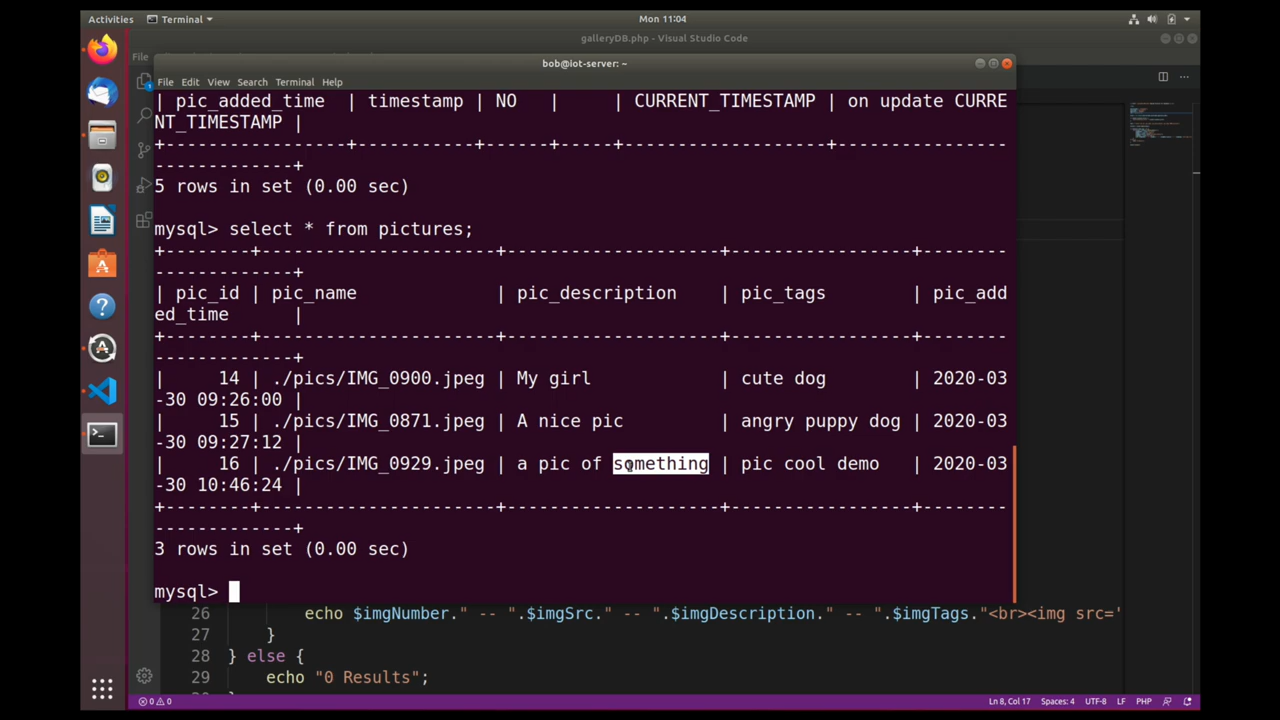 Activities Terminal Mon 11:04
galleryDB.php - Visual Studio Code
File
bob@iot-server: ~
File Edit View Search Terminal Help
| pic_added_time | timestamp | NO | | CURRENT_TIMESTAMP | on update CURRE
NT_TIMESTAMP |
+------------------+-----------+------+-----+-------------------+----------------
-------------+
5 rows in set (0.00 sec)
mysql> select * from pictures;
+--------+----------------------+--------------------+-----------------+--------
-------------+
| pic_id | pic_name | pic_description | pic_tags | pic_add
ed_time |
+--------+----------------------+--------------------+-----------------+--------
-------------+
| 14 | ./pics/IMG_0900.jpeg | My girl | cute dog | 2020-03
-30 09:26:00 |
| 15 | ./pics/IMG_0871.jpeg | A nice pic | angry puppy dog | 2020-03
-30 09:27:12 |
| 16 | ./pics/IMG_0929.jpeg | a pic of something | pic cool demo | 2020-03
-30 10:46:24 |
+--------+----------------------+--------------------+-----------------+--------
-------------+
3 rows in set (0.00 sec)
mysql>
26 echo $imgNumber." -- ".$imgSrc." -- ".$imgDescription." -- ".$imgTags."<br><img src='
27 }
28 } else {
29 echo "0 Results";
0 0 Ln 8, Col 17 Spaces: 4 UTF-8 LF PHP